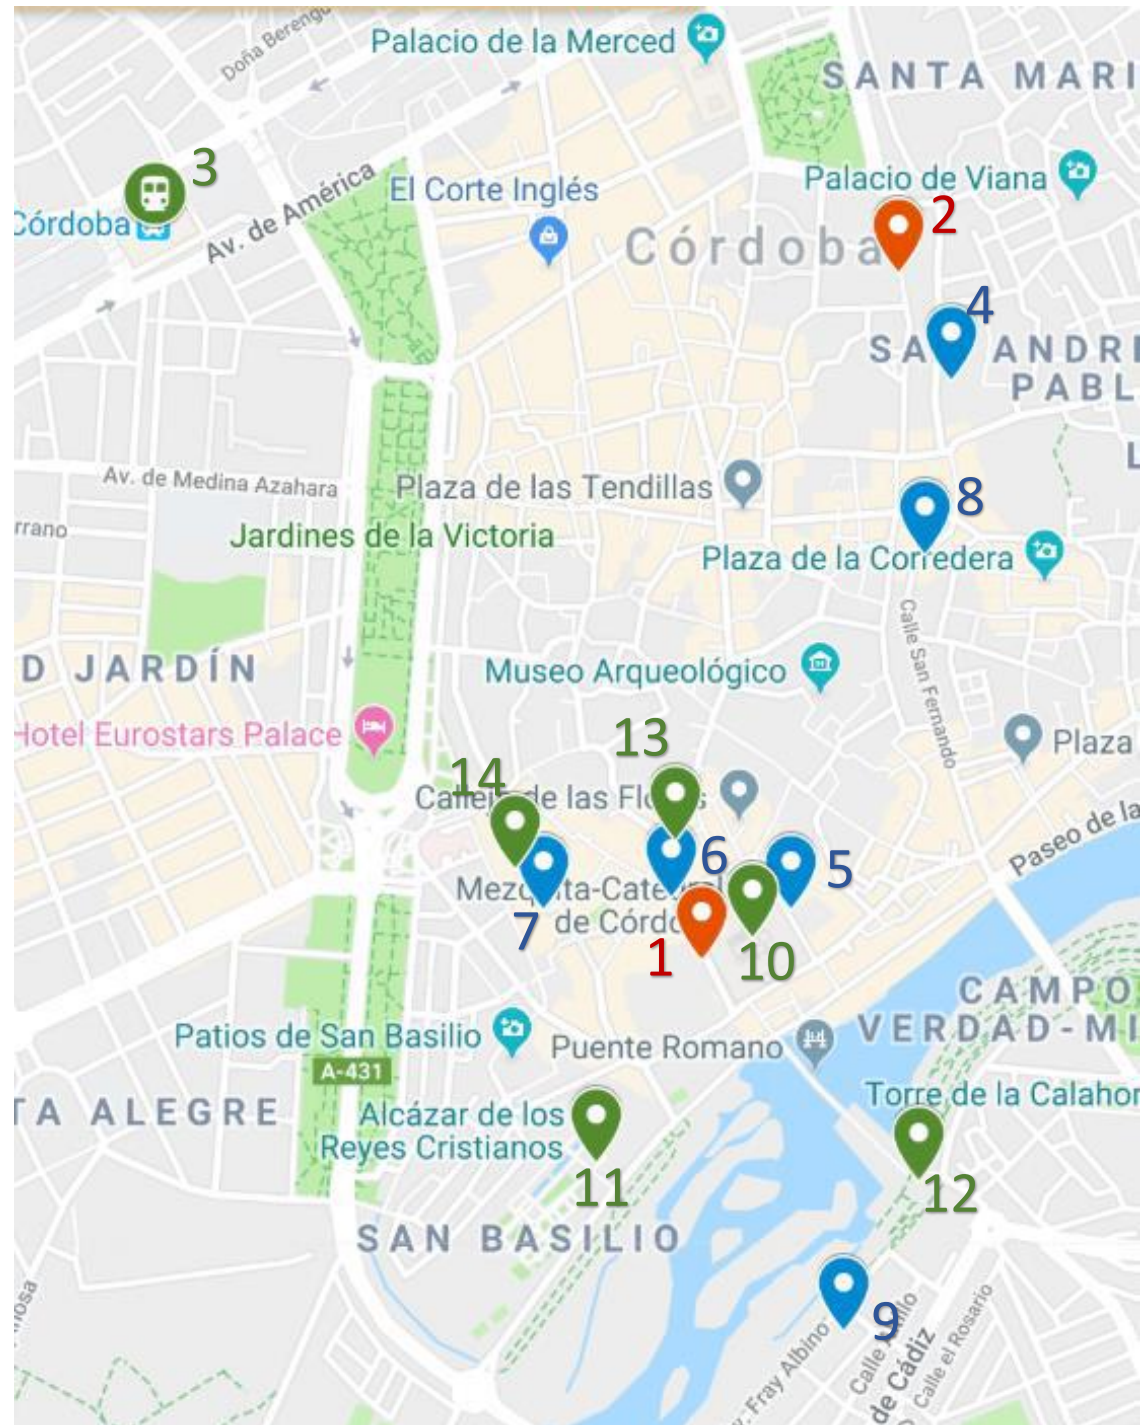 Doña Bereng
Palacio de la Merced
SANTA MARI
3
Av. de América
El Corte Inglés
Palacio de Viana
2
Córdoba
Córdoba
4
ANDRE
PABL
L
Av. de Medina Azahara
Plaza de las Tendillas
8
rrano
Jardines de la Victoria
Plaza de la Corredera
Calle San Fernando
D JARDÍN
Museo Arqueológico
Hotel Eurostars Palace
13
Plaza
14
Calleja de las Flores
Paseo de la
6
5
Mezquita-Catedral
de Córdo
7
1
10
CAMPO
VERDAD-MI
Patios de San Basilio
Puente Romano
A-431
Torre de la Calahor
TA ALEGRE
Alcázar de los
Reyes Cristianos
11
12
SAN BASILIO
9
Fray Albino
de Cádiz
Calle el Rosario